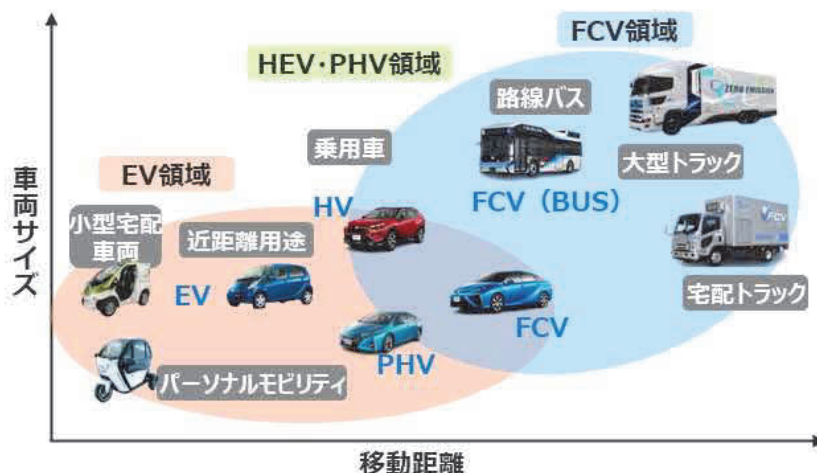 FCV領域
HEV・PHV領域
路線バス
ZERO EMISSION
乗用車
大型トラック
EV領域
FCV（BUS）
HV
小型宅配
車両
近距離用途
FCV
EV
宅配トラック
FCV
PHV
パーソナルモビリティ
車両サイズ
移動距離